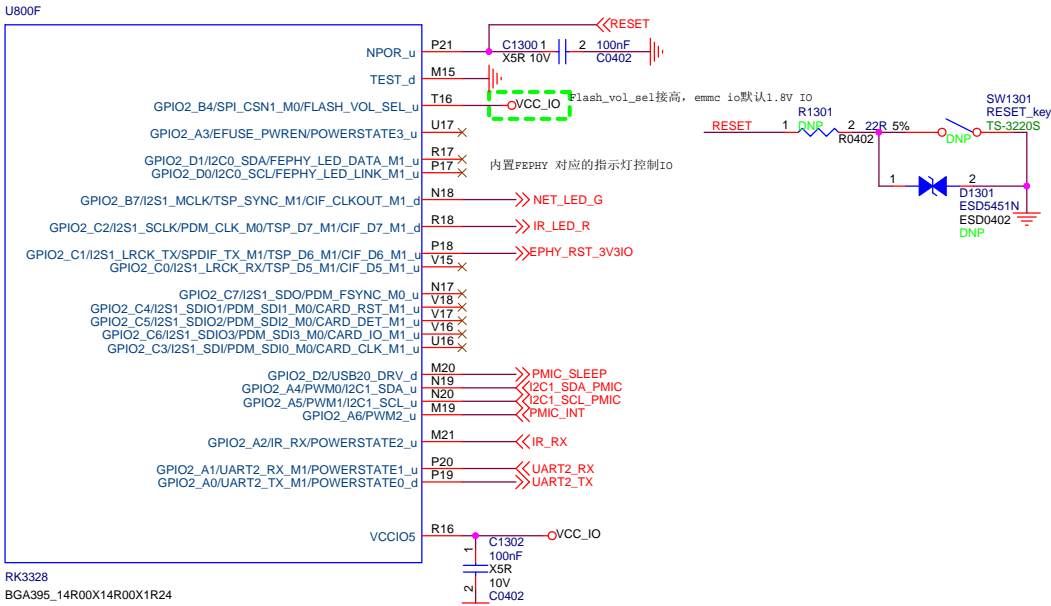 U800F
NPOR_u
P21
RESET
C1300 1
2 100nF
X5R 10V
C0402
TEST_d
M15
GPIO2_B4/SPI_CSN1_M0/FLASH_VOL_SEL_u
T16
VCC_IO
Flash_vol_sel接高，emmc io默认1.8V IO
GPIO2_A3/EFUSE_PWREN/POWERSTATE3_u
U17
GPIO2_D1/I2C0_SDA/FEPHY_LED_DATA_M1_u
R17
GPIO2_D0/I2C0_SCL/FEPHY_LED_LINK_M1_u
P17
内置FEPHY 对应的指示灯控制IO
GPIO2_B7/I2S1_MCLK/TSP_SYNC_M1/CIF_CLKOUT_M1_d
N18
NET_LED_G
GPIO2_C2/I2S1_SCLK/PDM_CLK_M0/TSP_D7_M1/CIF_D7_M1_d
R18
IR_LED_R
GPIO2_C1/I2S1_LRCK_TX/SPDIF_TX_M1/TSP_D6_M1/CIF_D6_M1_u
P18
EPHY_RST_3V3IO
GPIO2_C0/I2S1_LRCK_RX/TSP_D5_M1/CIF_D5_M1_u
V15
GPIO2_C7/I2S1_SDO/PDM_FSYNC_M0_u
N17
GPIO2_C4/I2S1_SDIO1/PDM_SDI1_M0/CARD_RST_M1_u
V18
GPIO2_C5/I2S1_SDIO2/PDM_SDI2_M0/CARD_DET_M1_u
V17
GPIO2_C6/I2S1_SDIO3/PDM_SDI3_M0/CARD_IO_M1_u
V16
GPIO2_C3/I2S1_SDI/PDM_SDI0_M0/CARD_CLK_M1_u
U16
GPIO2_D2/USB20_DRV_d
M20
PMIC_SLEEP
GPIO2_A4/PWM0/I2C1_SDA_u
N19
I2C1_SDA_PMIC
GPIO2_A5/PWM1/I2C1_SCL_u
N20
I2C1_SCL_PMIC
GPIO2_A6/PWM2_u
M19
PMIC_INT
GPIO2_A2/IR_RX/POWERSTATE2_u
M21
IR_RX
GPIO2_A1/UART2_RX_M1/POWERSTATE1_u
P20
UART2_RX
GPIO2_A0/UART2_TX_M1/POWERSTATE0_d
P19
UART2_TX
VCCIO5
R16
VCC_IO
1
C1302
100nF
X5R
10V
2
C0402
RK3328
BGA395_14R00X14R00X1R24
RESET
1
R1301
DNP
2
22R 5%
R0402
SW1301
RESET_key
TS-3220S
DNP
1
2
D1301
ESD5451N
ESD0402
DNP